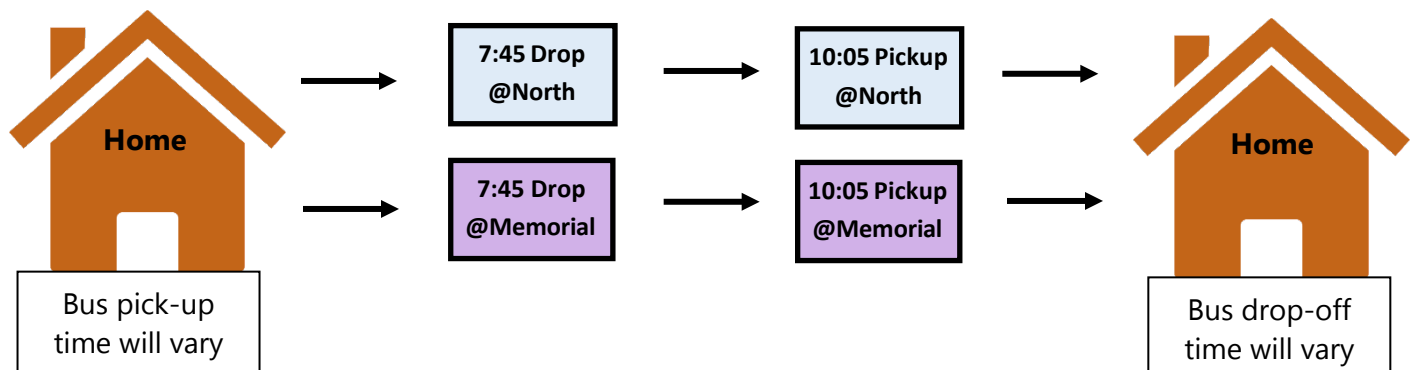 Home
Bus pick-up
time will vary
7:45 Drop
@North
10:05 Pickup
@North
7:45 Drop
@Memorial
10:05 Pickup
@Memorial
Home
Bus drop-off
time will vary